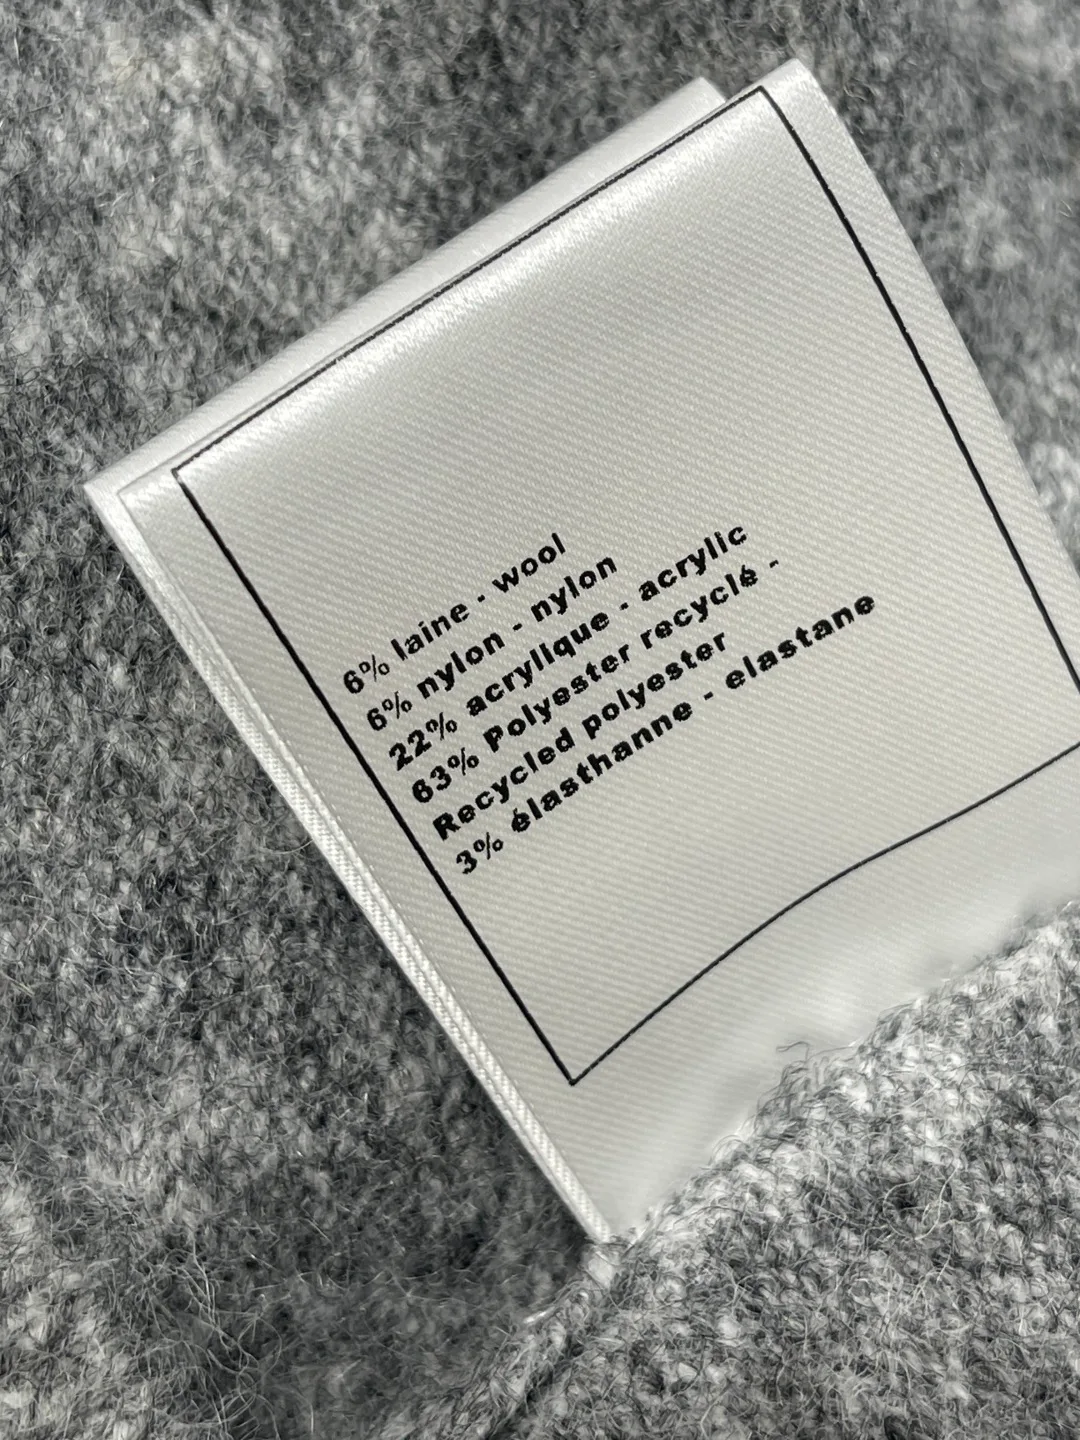 6% laine - wool
6% nylon - nylon
22% acrylique - acrylic
63% Polyester recyclé -
Recycled polyester
3% élasthanne - elastane